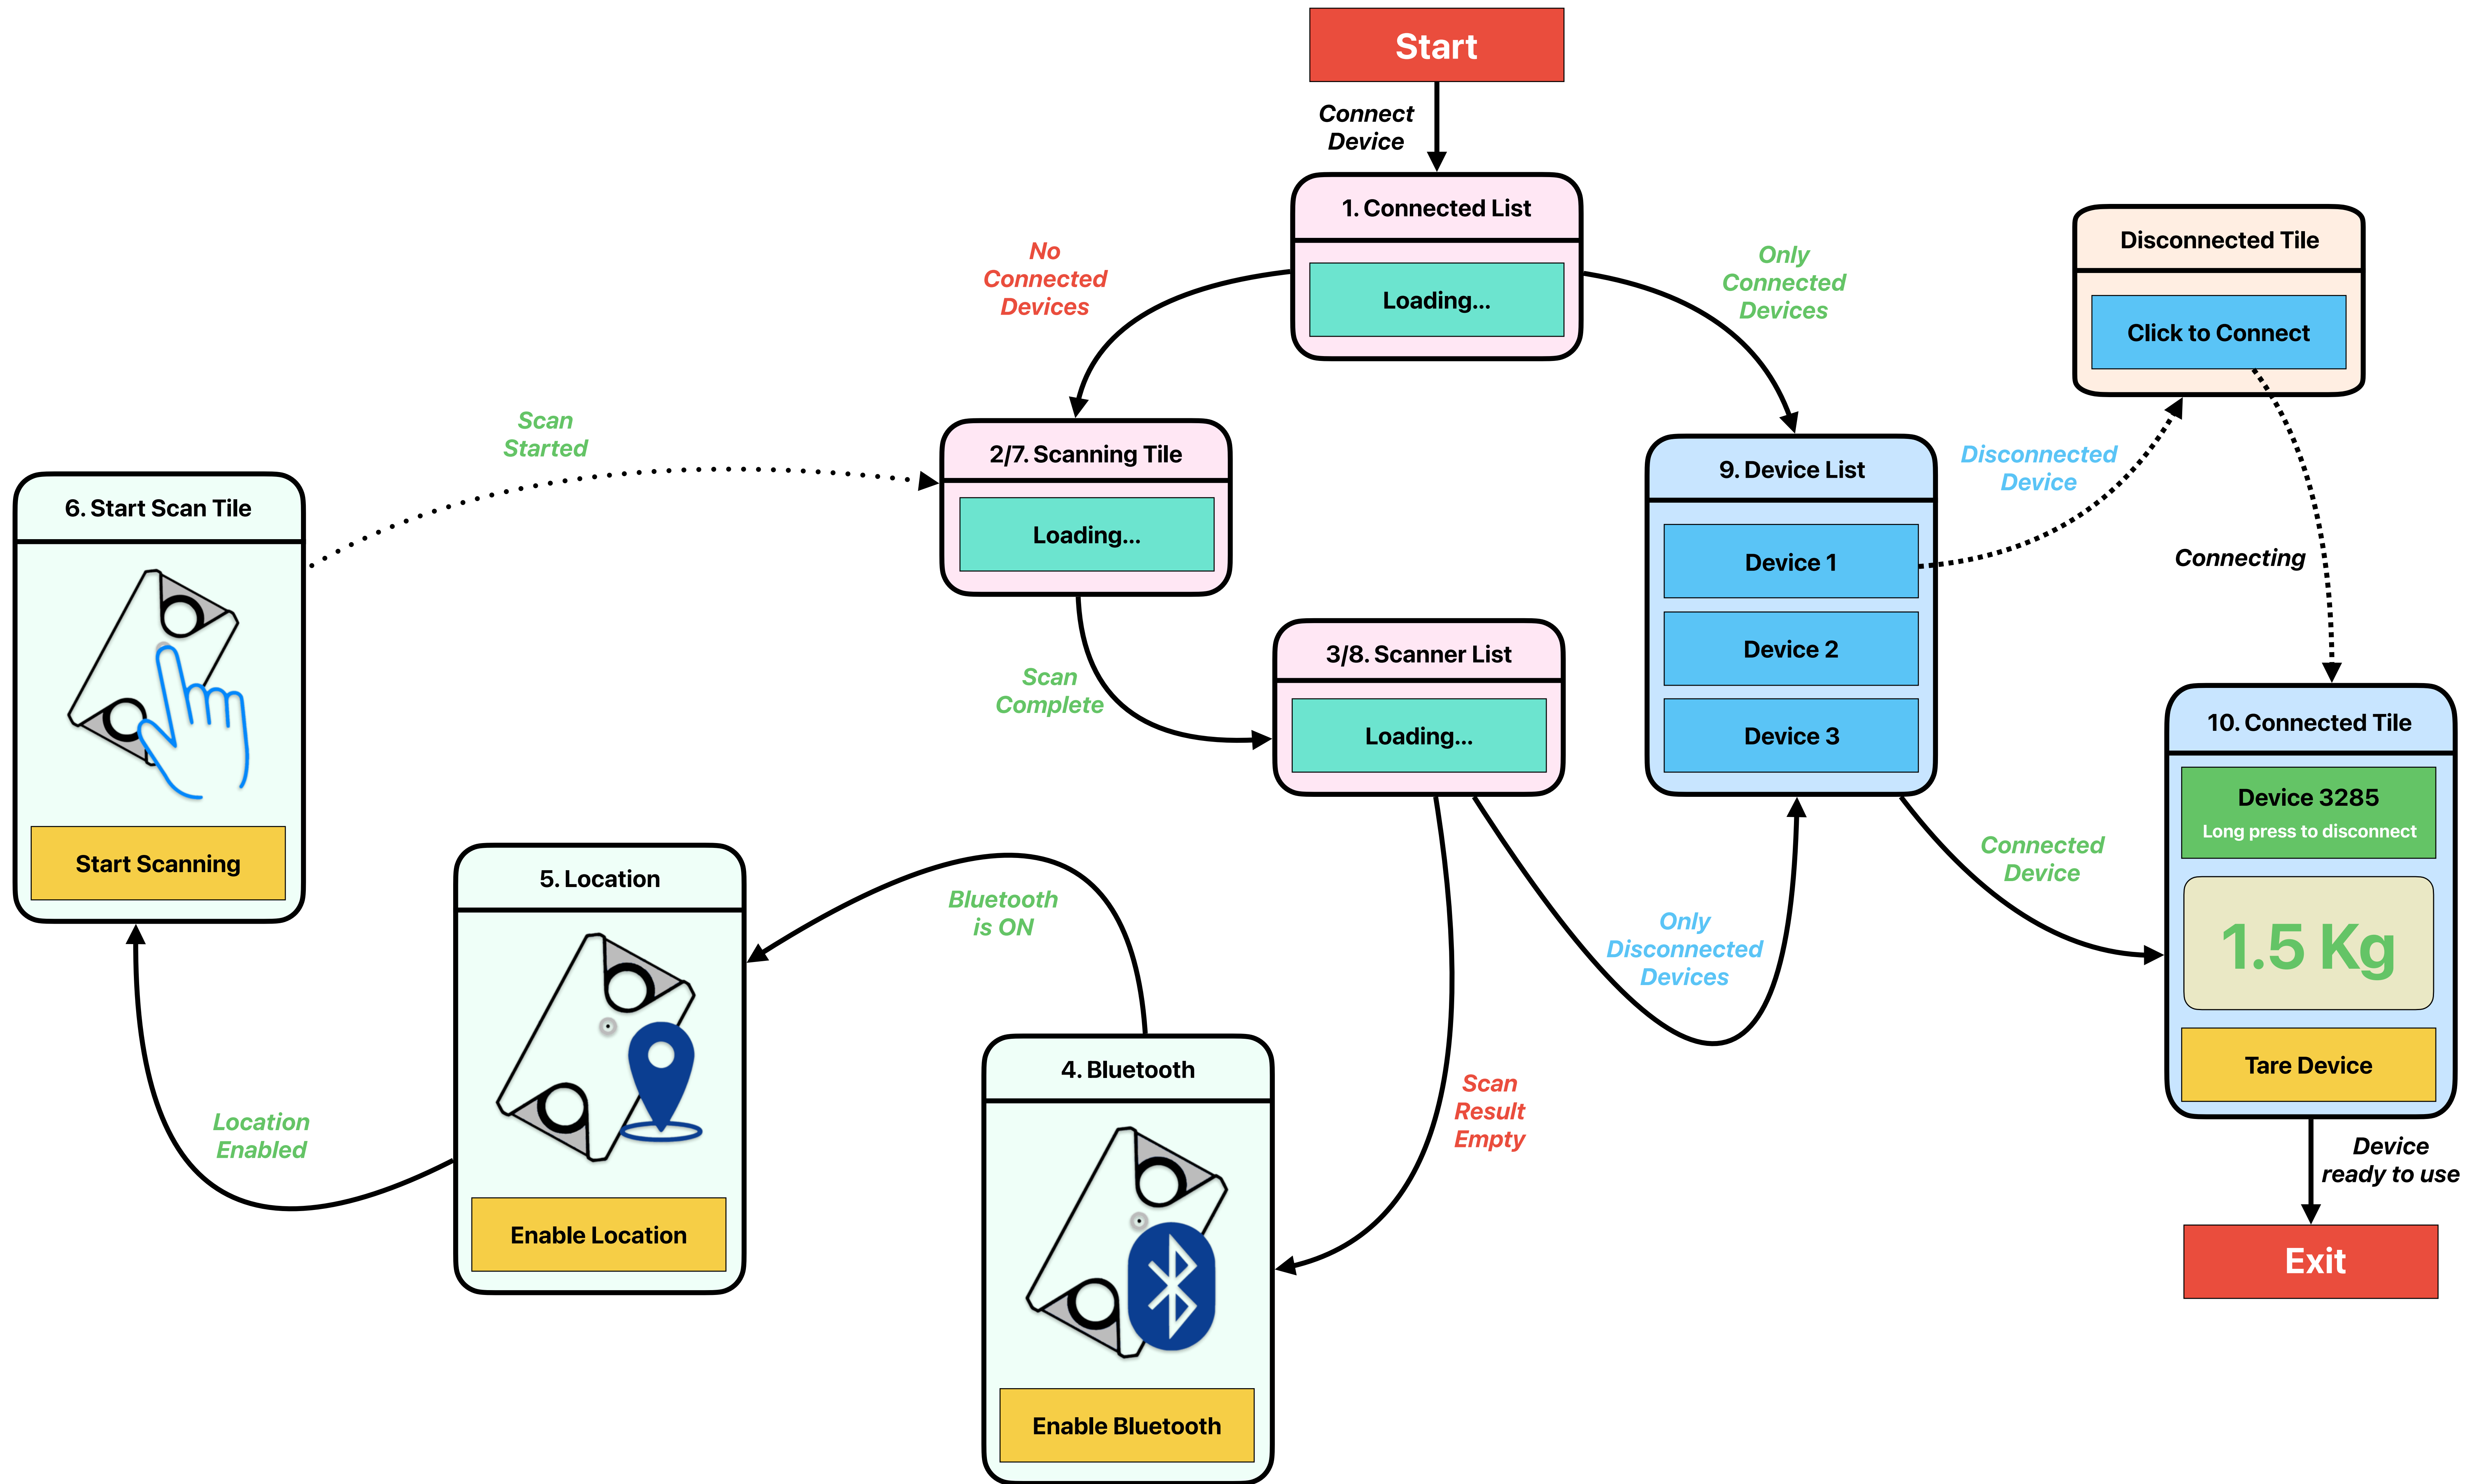 Start
Connect
Device
1. Connected List
Loading...
No
Connected
Devices
Only
Connected
Devices
Disconnected Tile
Click to Connect
Scan
Started
2/7. Scanning Tile
Loading...
9. Device List
Device 1
Device 2
Device 3
Disconnected
Device
Connecting
6. Start Scan Tile
Start Scanning
Scan
Complete
3/8. Scanner List
Loading...
10. Connected Tile
Device 3285
Long press to disconnect
1.5 Kg
Tare Device
5. Location
Enable Location
Bluetooth
is ON
Only
Disconnected
Devices
Connected
Device
Location
Enabled
4. Bluetooth
Enable Bluetooth
Scan
Result
Empty
Device
ready to use
Exit